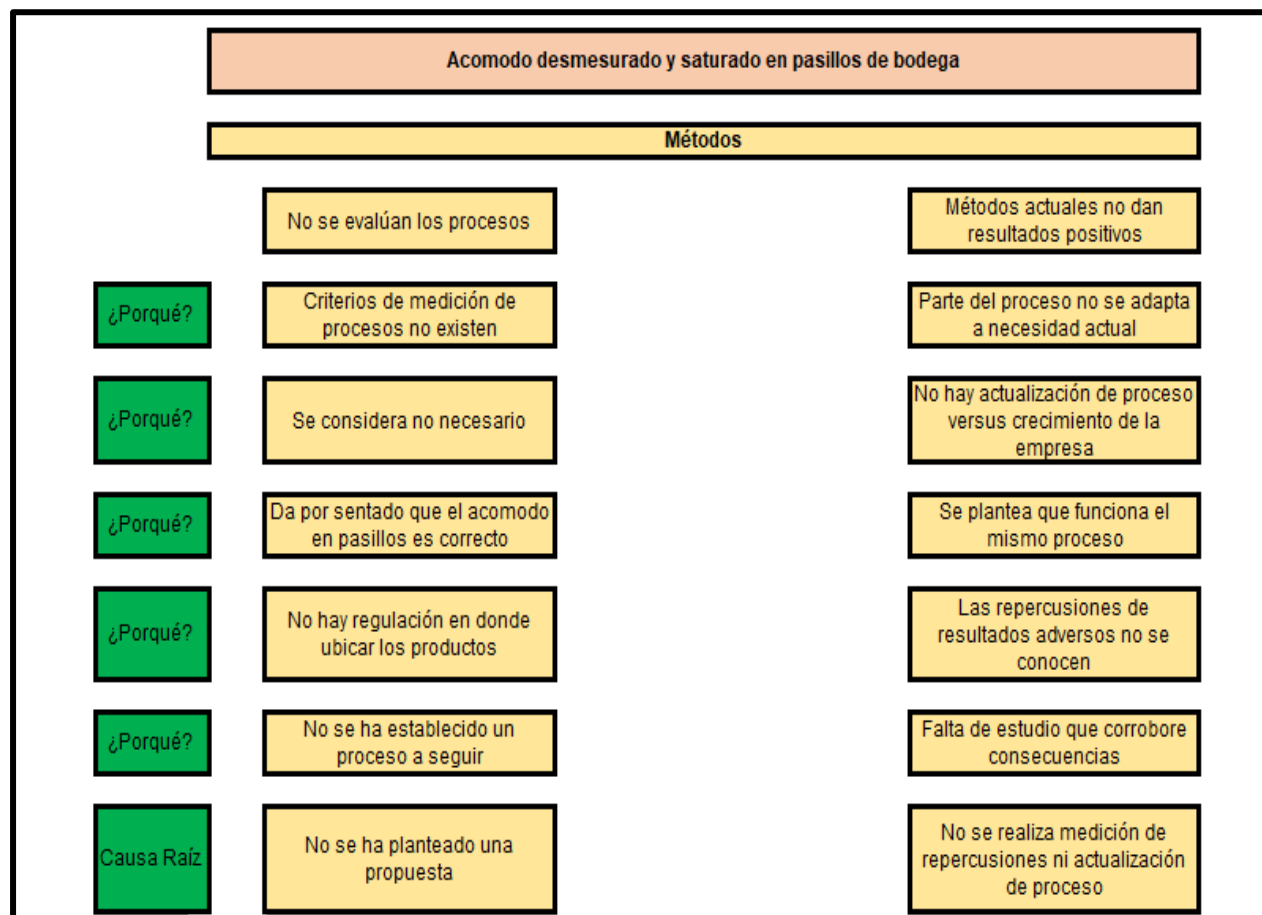 Acomodo desmesurado y saturado en pasillos de bodega
Métodos
No se evalúan los procesos
Métodos actuales no dan
resultados positivos
¿Porqué?
Criterios de medición de
procesos no existen
Parte del proceso no se adapta
a necesidad actual
¿Porqué?
Se considera no necesario
No hay actualización de proceso
versus crecimiento de la
empresa
¿Porqué?
Da por sentado que el acomodo
en pasillos es correcto
Se plantea que funciona el
mismo proceso
¿Porqué?
No hay regulación en donde
ubicar los productos
Las repercusiones de
resultados adversos no se
conocen
¿Porqué?
No se ha establecido un
proceso a seguir
Falta de estudio que corrobore
consecuencias
Causa Raíz
No se ha planteado una
propuesta
No se realiza medición de
repercusiones ni actualización
de proceso